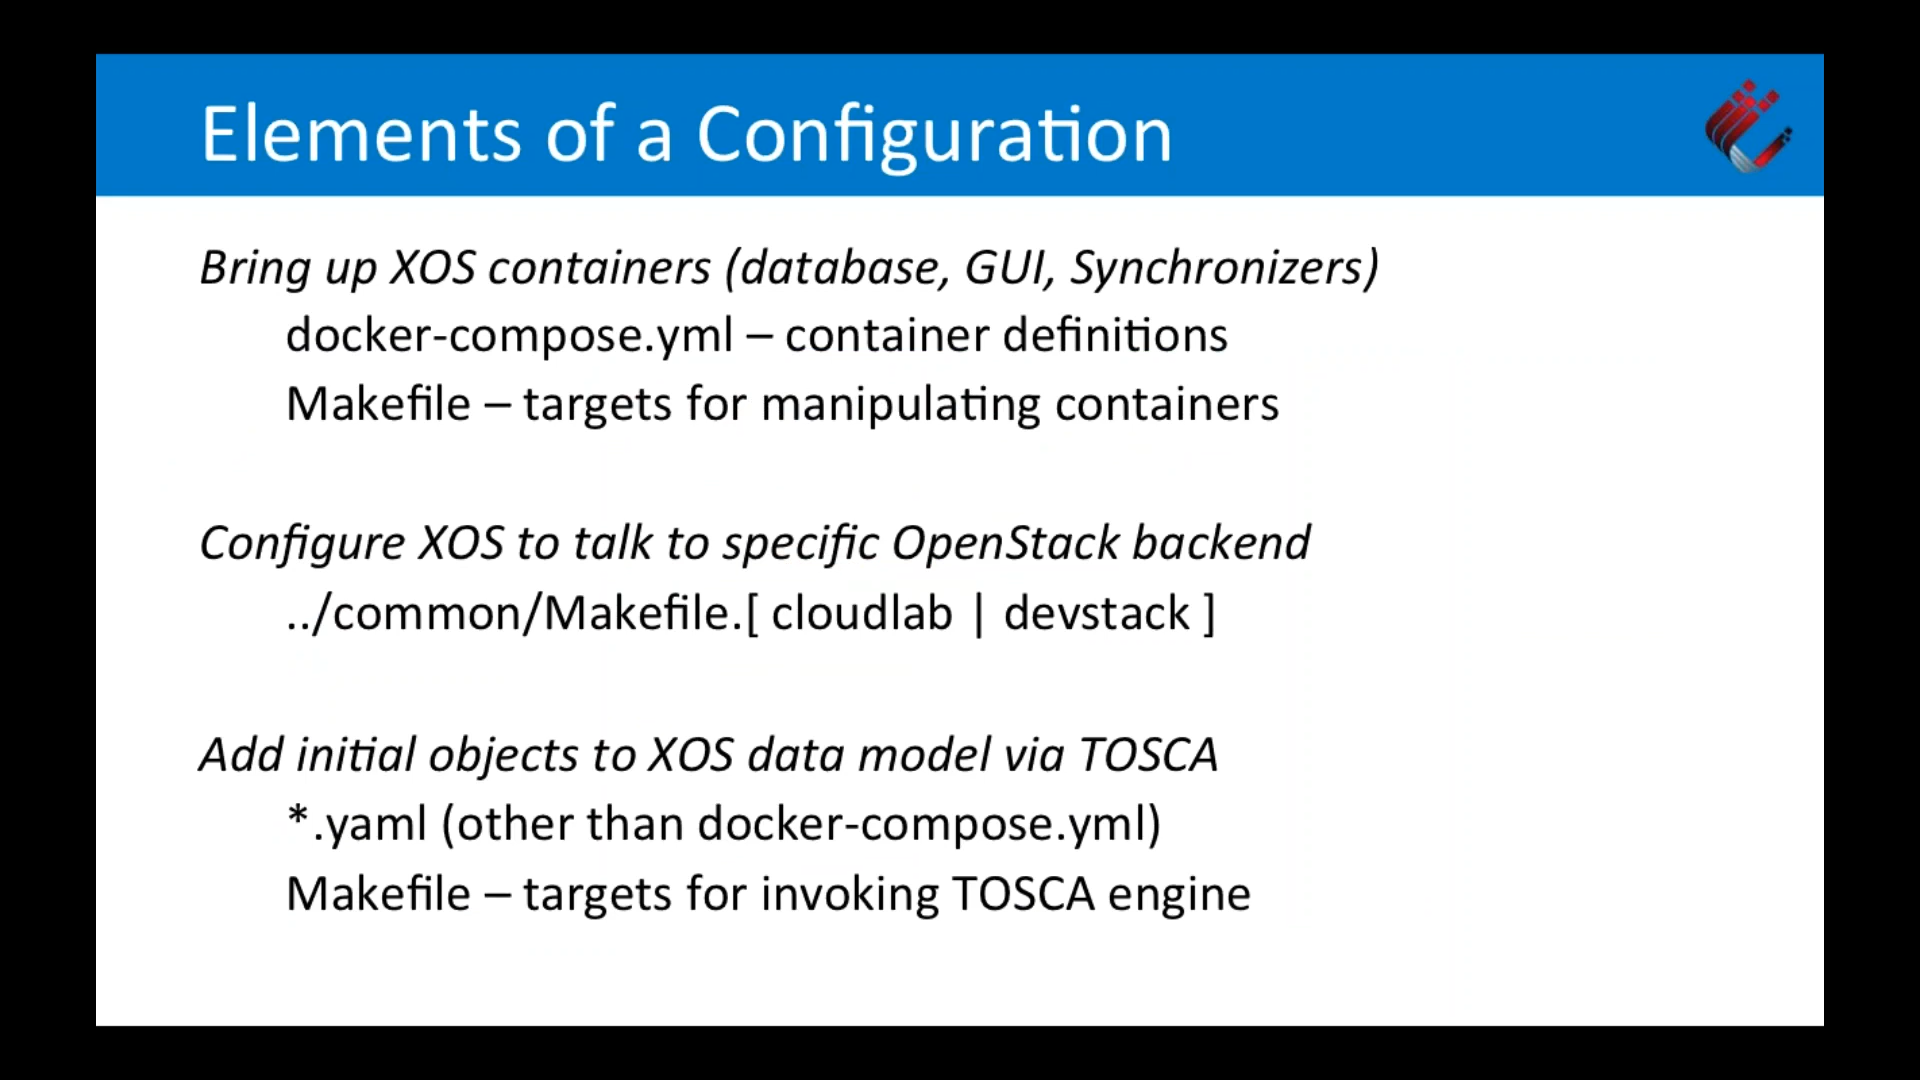 Elements of a Configuration
Bring up XOS containers (database, GUI, Synchronizers)
docker-compose.yml – container definitions
Makefile – targets for manipulating containers
Configure XOS to talk to specific OpenStack backend
../common/Makefile.[ cloudlab | devstack ]
Add initial objects to XOS data model via TOSCA
*.yaml (other than docker-compose.yml)
Makefile – targets for invoking TOSCA engine